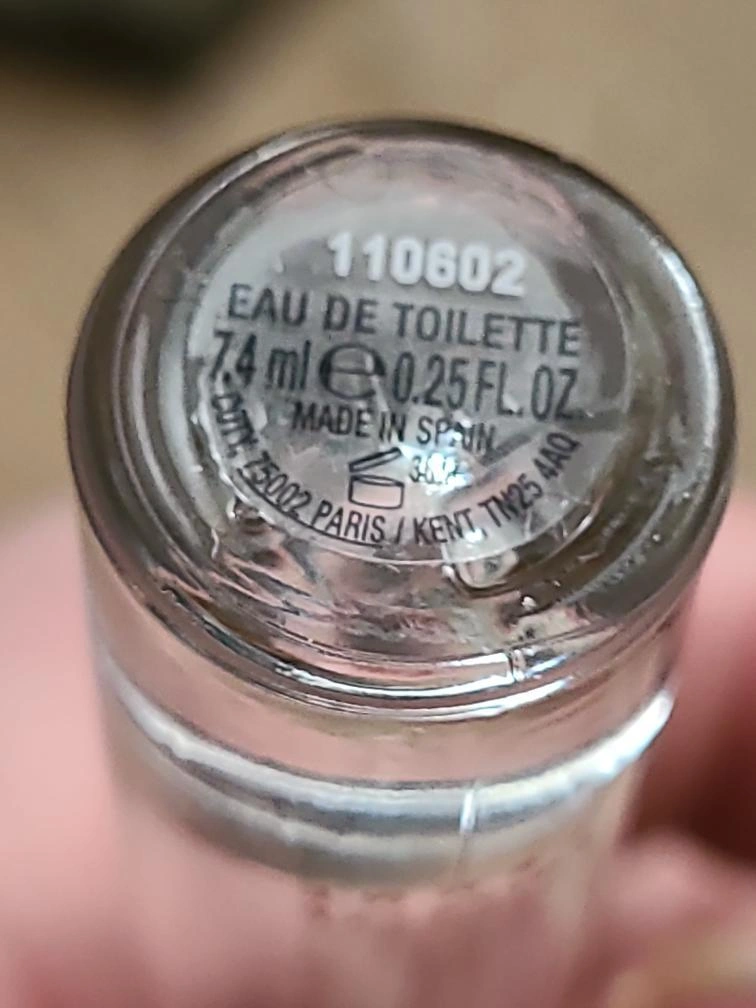 110602
EAU DE TOILETTE
7.4 ml e 0.25 FL. OZ.
MADE IN SPAIN
COTY, 75002 PARIS / KENT, TN25 4AQ